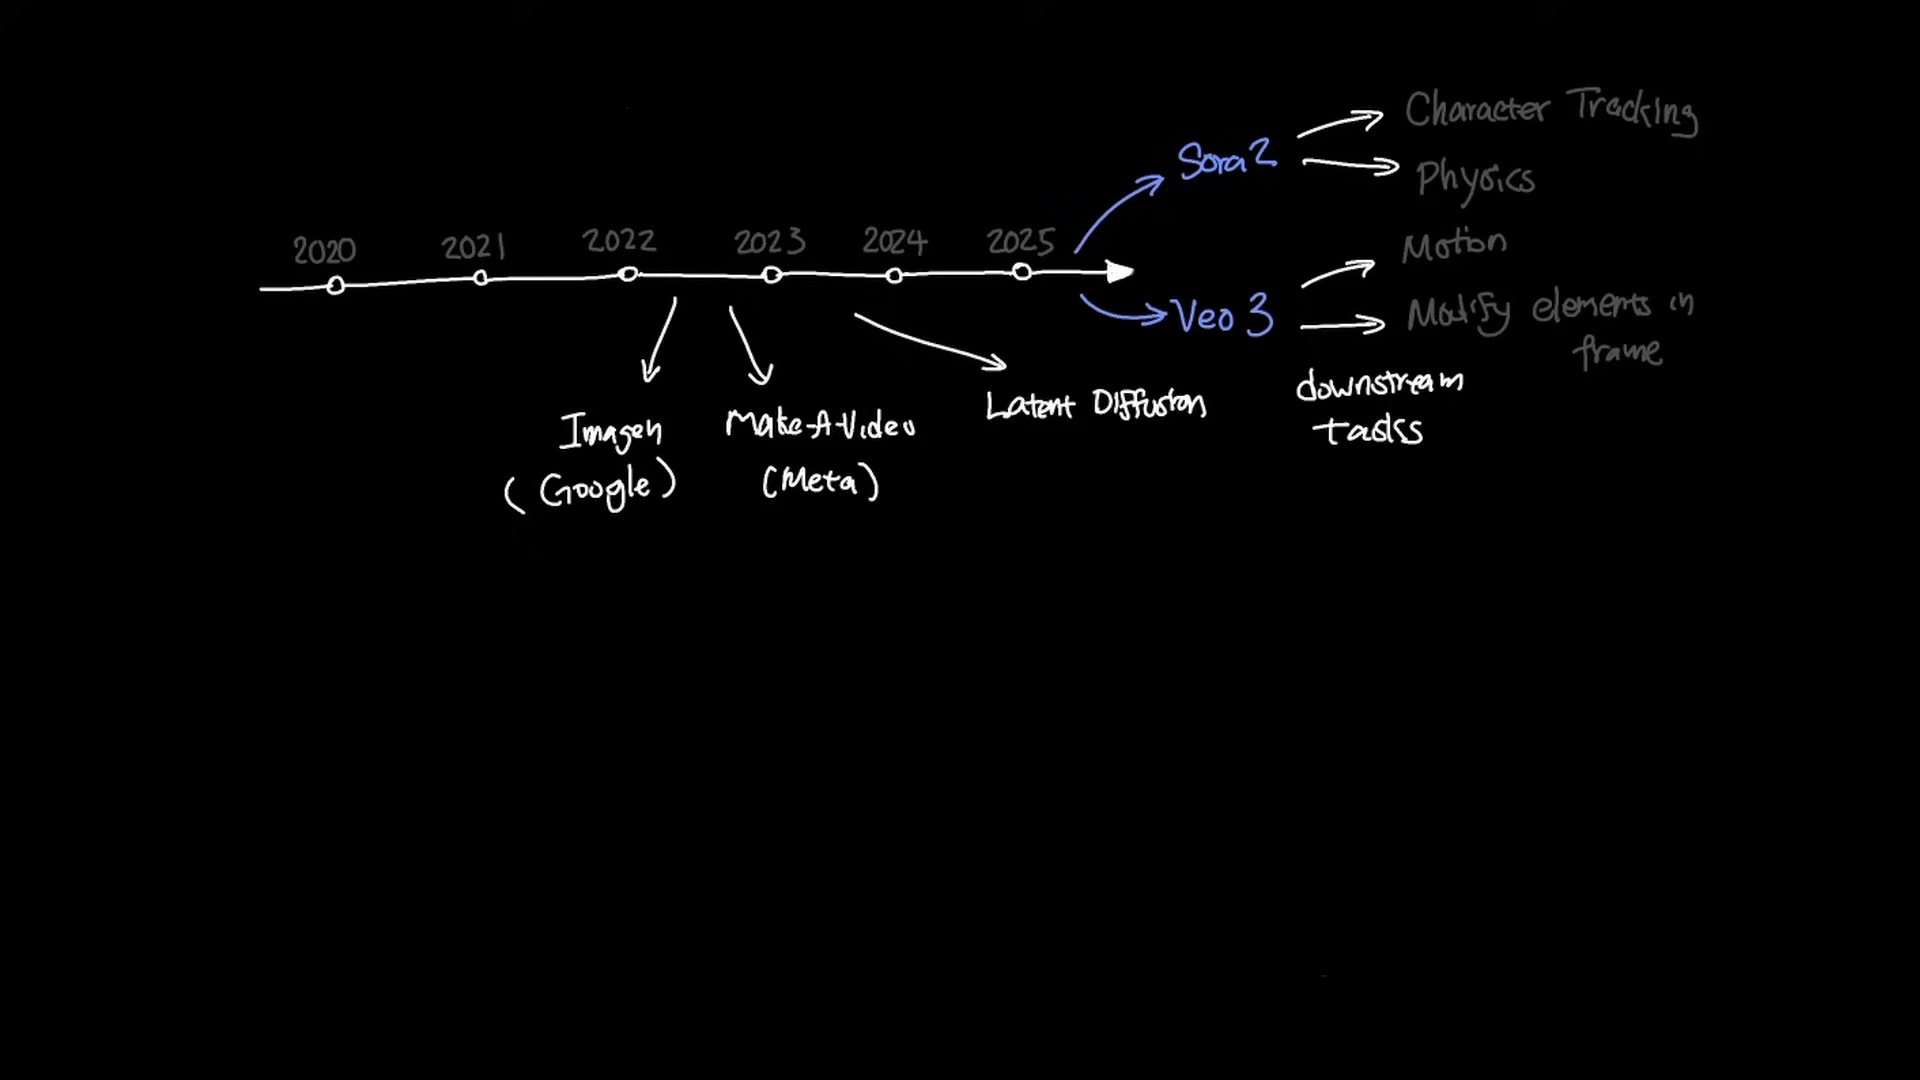 2020 2021 2022 2023 2024 2025
Sora 2
Character Tracking
Physics
Veo 3
Motion
Modify elements in
frame
downstream
tasks
Imagen
(Google)
Make-A-Video
(Meta)
Latent Diffusion